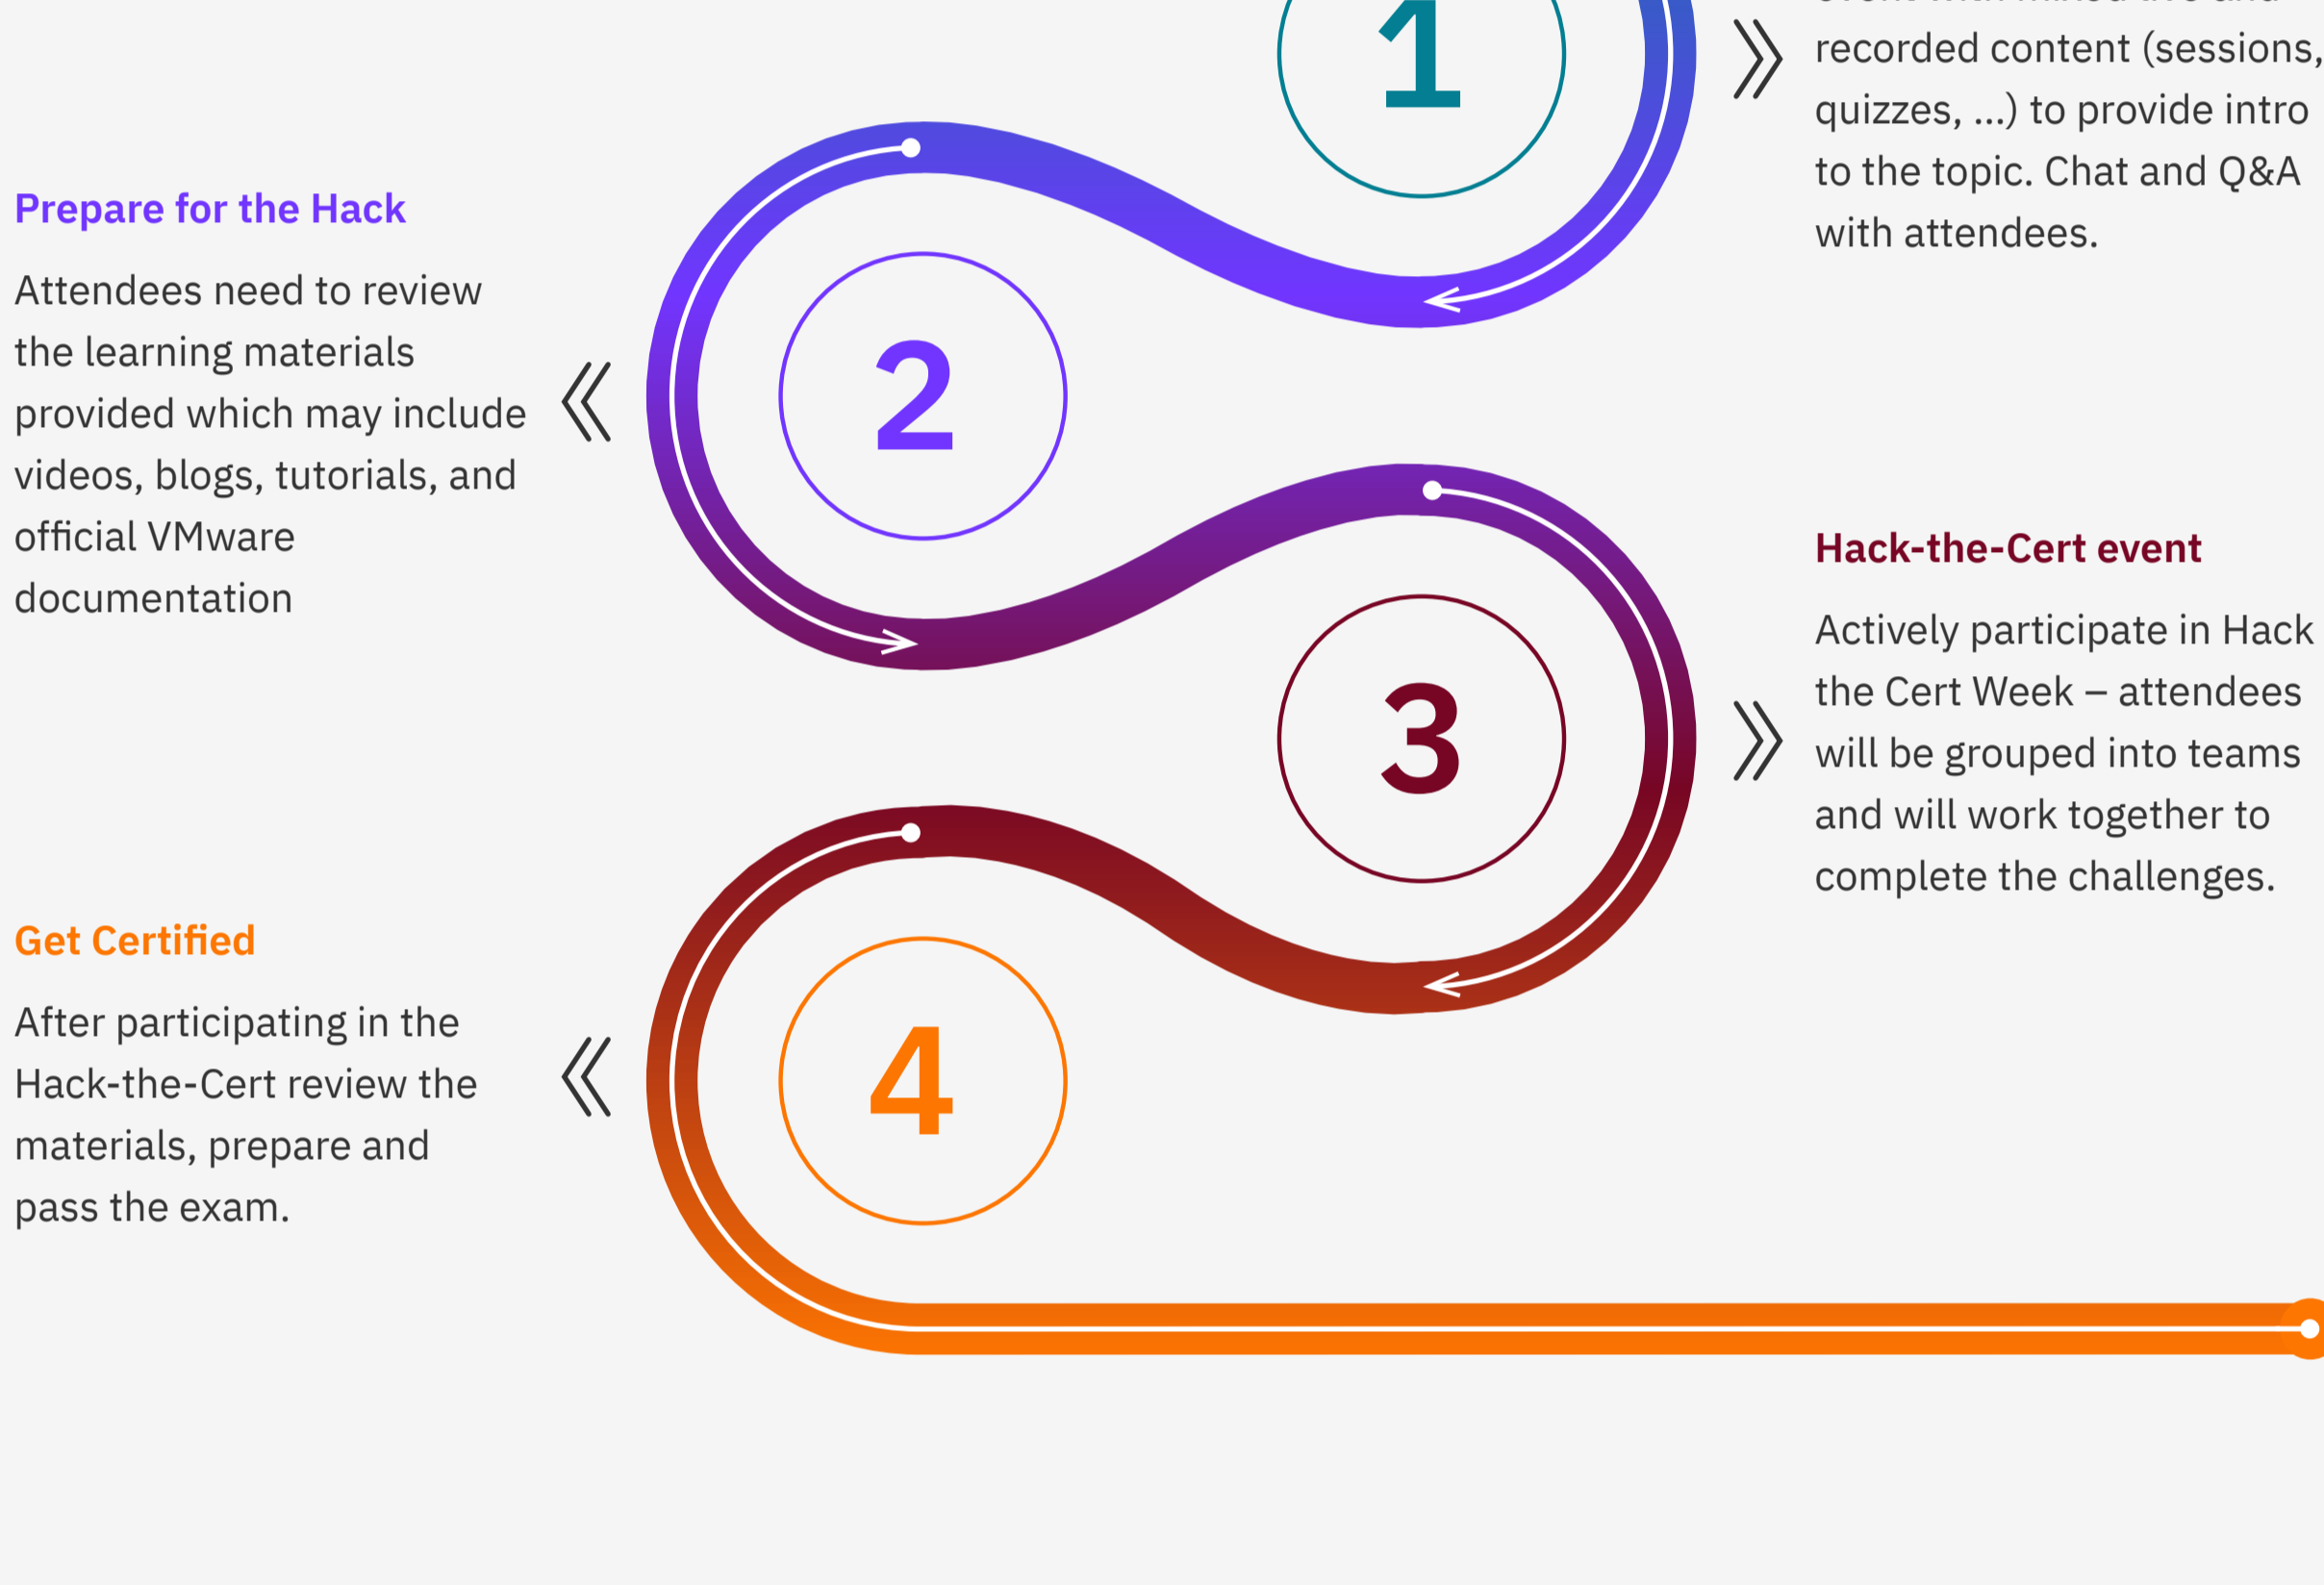 1
recorded content (sessions,
quizzes, ...) to provide intro
to the topic. Chat and Q&A
with attendees.
Prepare for the Hack
Attendees need to review
the learning materials
provided which may include
videos, blogs, tutorials, and
official VMware
documentation
2
Hack-the-Cert event
Actively participate in Hack
the Cert Week – attendees
will be grouped into teams
and will work together to
complete the challenges.
3
Get Certified
After participating in the
Hack-the-Cert review the
materials, prepare and
pass the exam.
4